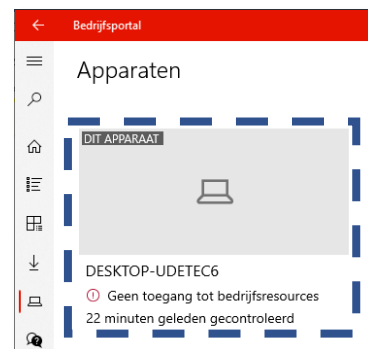 Bedrijfsportal
Apparaten
DIT APPARAAT
DESKTOP-UDETEC6
Geen toegang tot bedrijfsresources
22 minuten geleden gecontroleerd